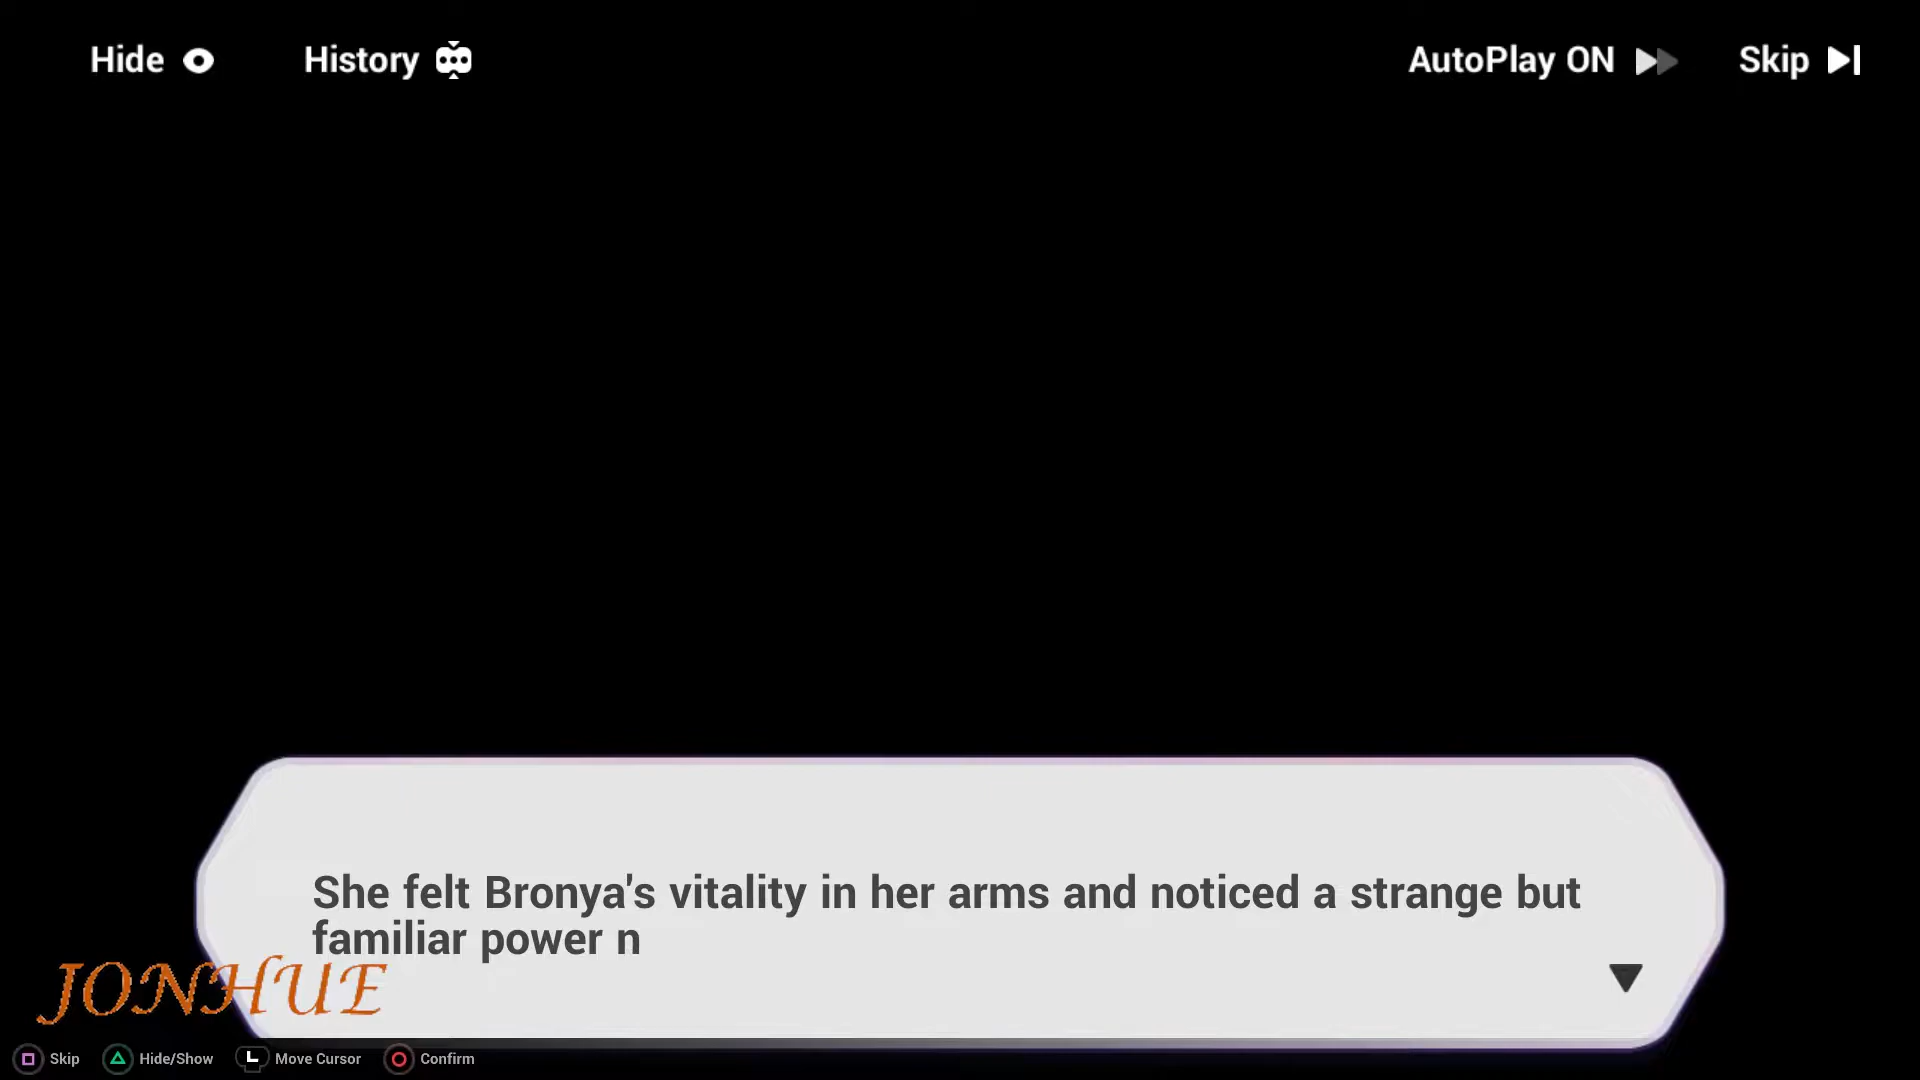 Hide
History
AutoPlay ON
Skip
She felt Bronya's vitality in her arms and noticed a strange but
familiar power n
JONHUE
Skip
Hide/Show
L
Move Cursor
Confirm